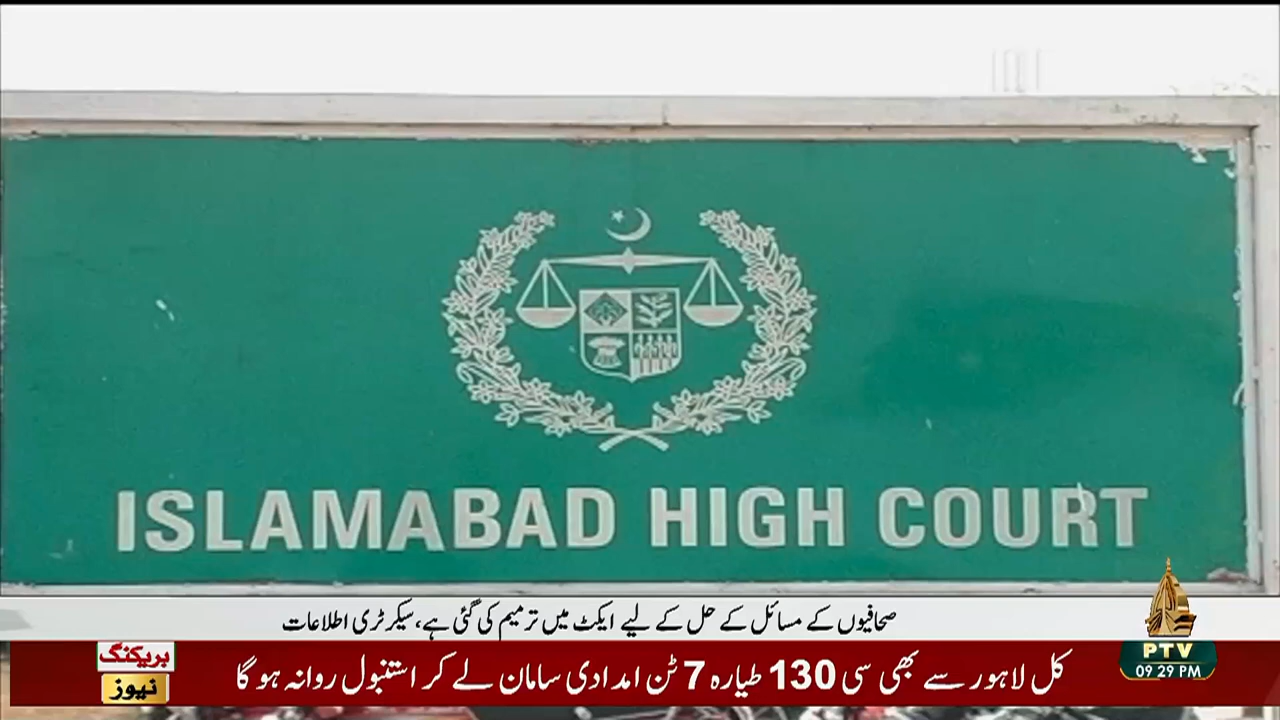 ISLAMABAD HIGH COURT
صحافیوں کے مسائل کے حل کے لیے ایکٹ میں ترمیم کی گئی ہے، سیکرٹری اطلاعات
بریکنگ
نیوز
کل لاہور سے بھی سی 130 طیارہ 7 ٹن امدادی سامان لے کر استنبول روانہ ہو گا
PTV
09:29 PM